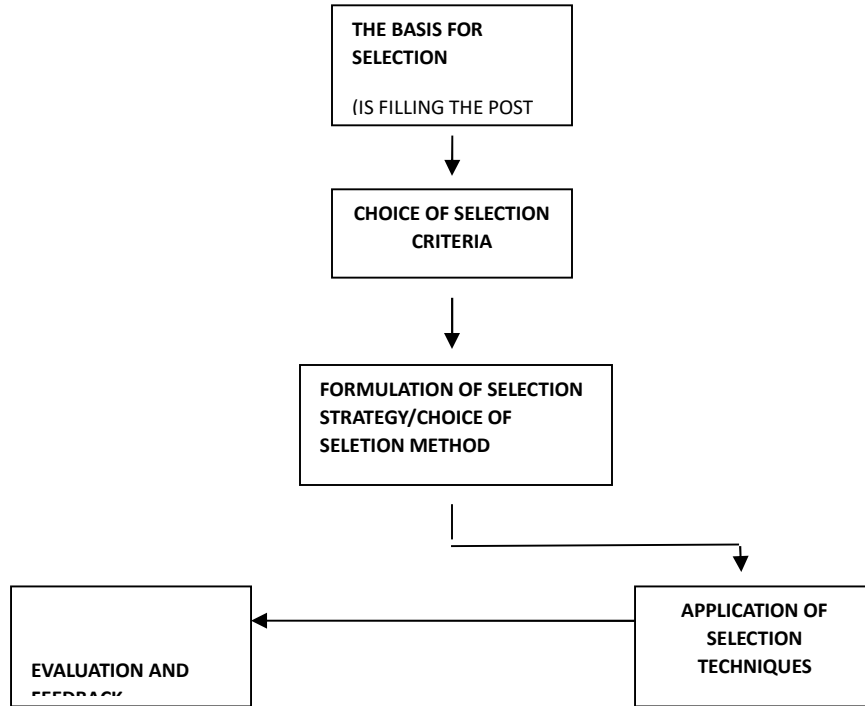 THE BASIS FOR
SELECTION
(IS FILLING THE POST
CHOICE OF SELECTION
CRITERIA
FORMULATION OF SELECTION
STRATEGY/CHOICE OF
SELETION METHOD
APPLICATION OF
SELECTION
TECHNIQUES
EVALUATION AND
FEEDBACK